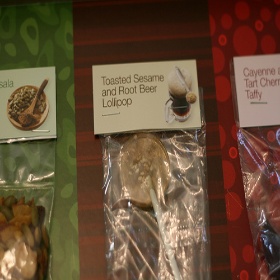 sala
Toasted Sesame
and Root Beer
Lollipop
Cayenne a
Tart Cher
Taffy